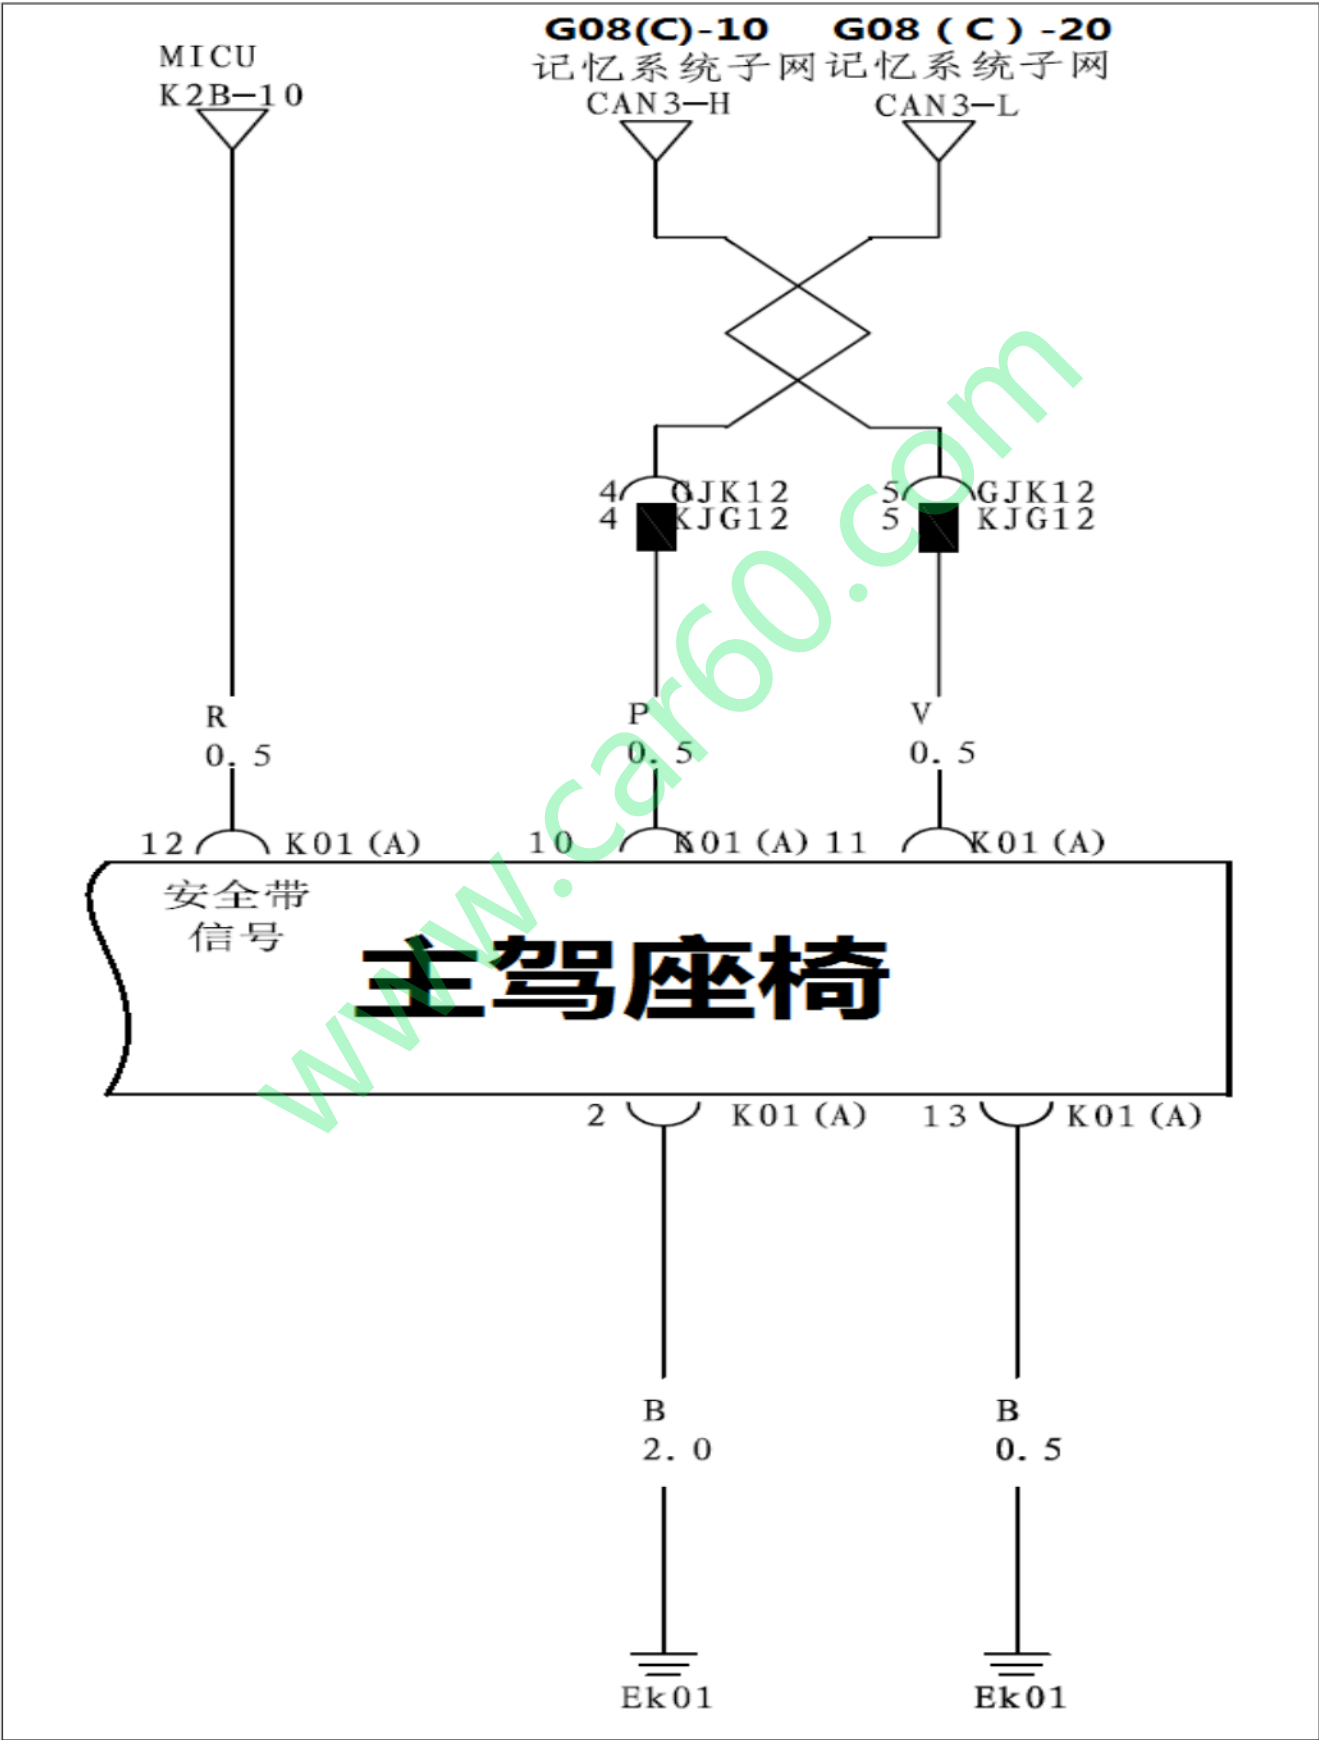 G08(C)-10 G08（C）-20
MICU 记忆系统子网 记忆系统子网
K2B-10 CAN3-H CAN3-L
4 GJK12 5 GJK12
4 KJG12 5 KJG12
R P V
0.5 0.5 0.5
12 K01(A) 10 K01(A) 11 K01(A)
安全带
信号
主驾座椅
2 K01(A) 13 K01(A)
B B
2.0 0.5
Ek01 Ek01
www.car60.com